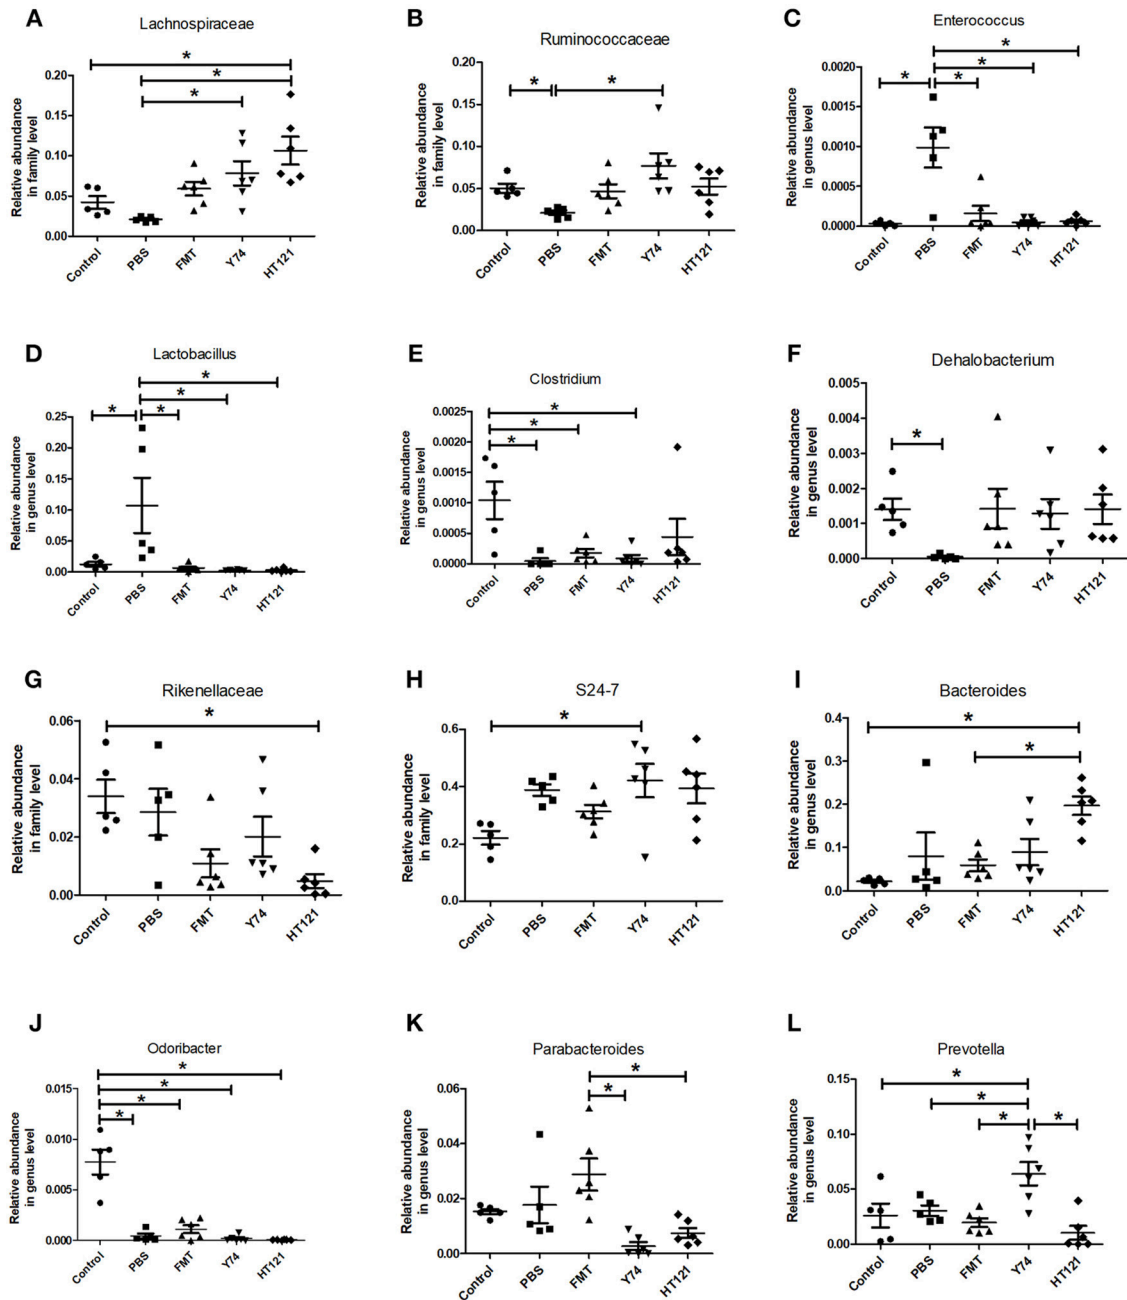 A
Lachnospiraceae
*
*
*
Relative abundance
in family level
0.20
0.15
0.10
0.05
0.00
Control
PBS
FMT
Y74
HT121
B
Ruminococcaceae
*
*
Relative abundance
in family level
0.20
0.15
0.10
0.05
0.00
Control
PBS
FMT
Y74
HT121
C
Enterococcus
*
*
*
*
Relative abundance
in genus level
0.0020
0.0015
0.0010
0.0005
0.0000
Control
PBS
FMT
Y74
HT121
D
Lactobacillus
*
*
*
*
Relative abundance
in genus level
0.25
0.20
0.15
0.10
0.05
0.00
Control
PBS
FMT
Y74
HT121
E
Clostridium
*
*
*
Relative abundance
in genus level
0.0025
0.0020
0.0015
0.0010
0.0005
0.0000
Control
PBS
FMT
Y74
HT121
F
Dehalobacterium
*
Relative abundance
in genus level
0.005
0.004
0.003
0.002
0.001
0.000
Control
PBS
FMT
Y74
HT121
G
Rikenellaceae
*
Relative abundance
in family level
0.06
0.04
0.02
0.00
Control
PBS
FMT
Y74
HT121
H
S24-7
*
Relative abundance
in family level
0.6
0.4
0.2
0.0
Control
PBS
FMT
Y74
HT121
I
Bacteroides
*
*
Relative abundance
in genus level
0.4
0.3
0.2
0.1
0.0
Control
PBS
FMT
Y74
HT121
J
Odoribacter
*
*
*
*
Relative abundance
in genus level
0.015
0.010
0.005
0.000
Control
PBS
FMT
Y74
HT121
K
Parabacteroides
*
*
Relative abundance
in genus level
0.06
0.04
0.02
0.00
Control
PBS
FMT
Y74
HT121
L
Prevotella
*
*
*
*
Relative abundance
in genus level
0.15
0.10
0.05
0.00
Control
PBS
FMT
Y74
HT121